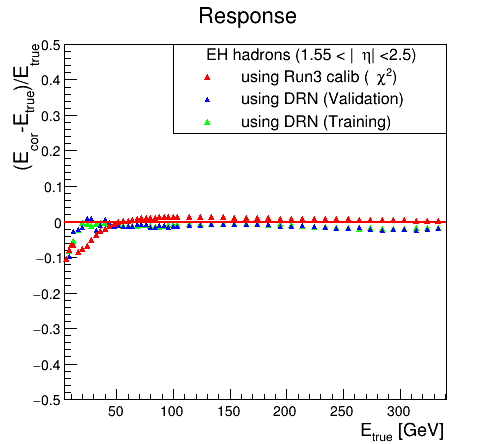 Response
(E_cor - E_true)/E_true
EH hadrons (1.55 < | η| <2.5)
using Run3 calib ( χ²)
using DRN (Validation)
using DRN (Training)
0.5
0.4
0.3
0.2
0.1
0
−0.1
−0.2
−0.3
−0.4
−0.5
50 100 150 200 250 300
E_true [GeV]